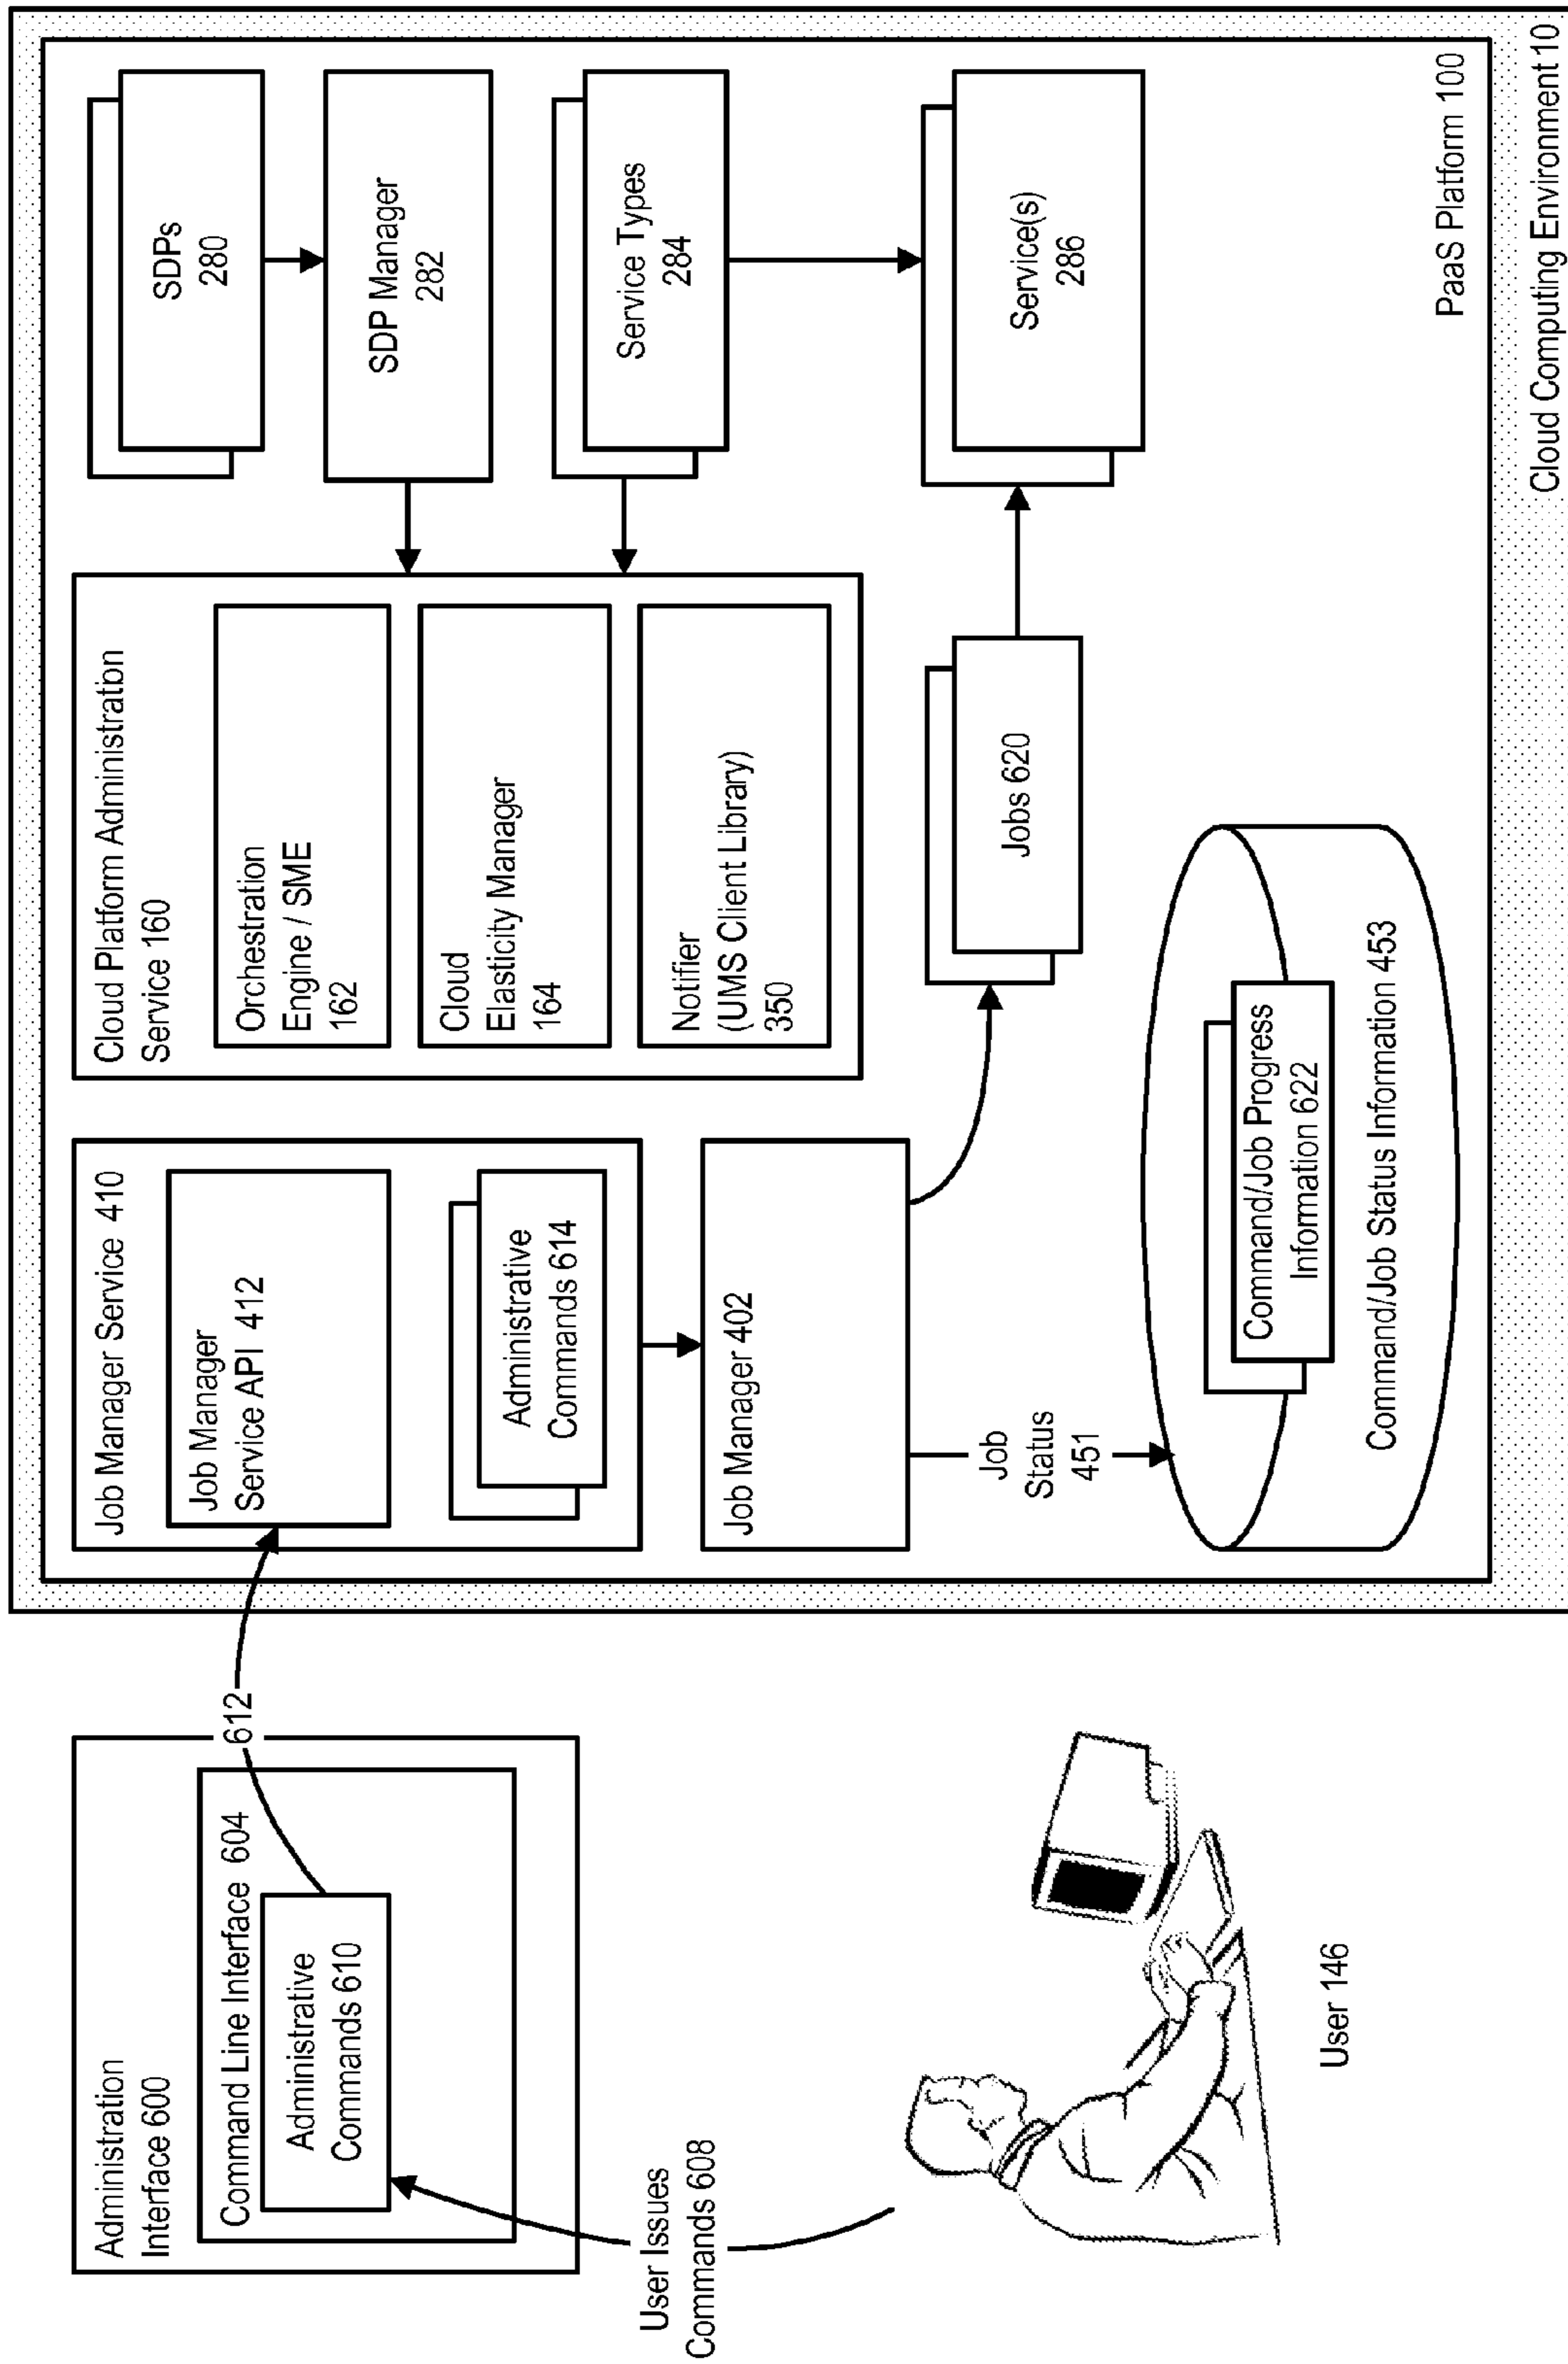 Administration
Interface 600
Command Line Interface 604
Administrative
Commands 610
User Issues
Commands 608
User 146
612
Job Manager Service 410
Job Manager
Service API 412
Administrative
Commands 614
Job Manager 402
Job
Status
451
Command/Job Progress
Information 622
Command/Job Status Information 453
Cloud Platform Administration
Service 160
Orchestration
Engine / SME
162
Cloud
Elasticity Manager
164
Notifier
(UMS Client Library)
350
Jobs 620
SDPs
280
SDP Manager
282
Service Types
284
Service(s)
286
PaaS Platform 100
Cloud Computing Environment 10